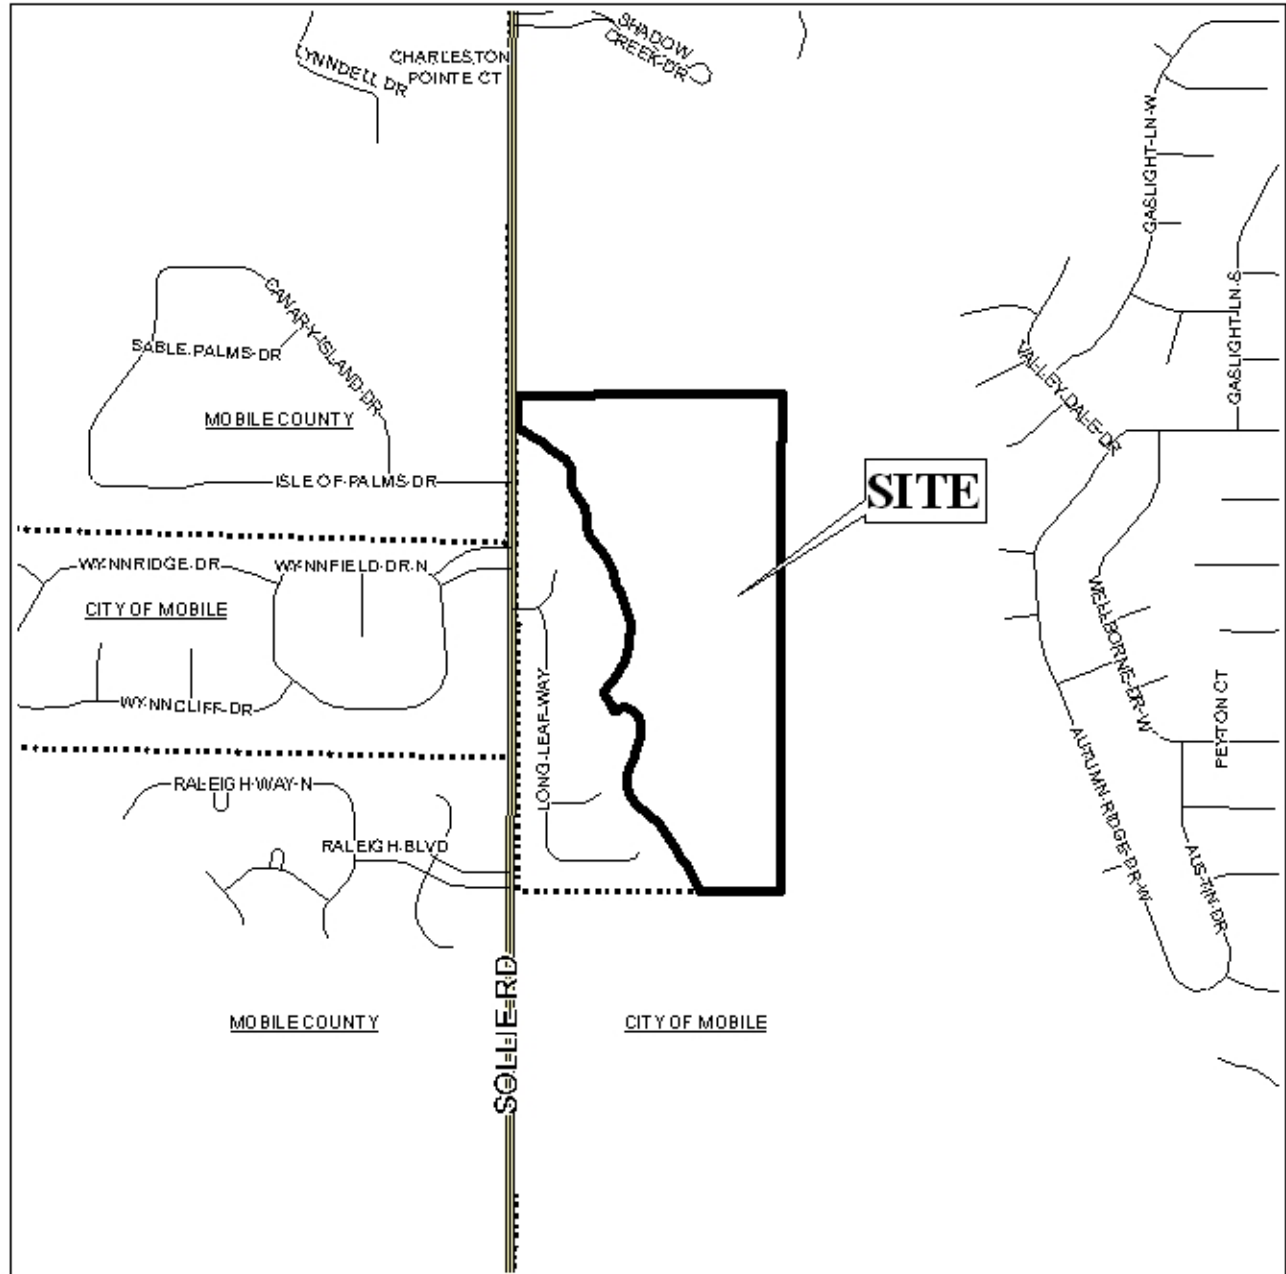 SHADOW
CREEK-DR
CHARLESTON
POINTE CT
LYNNDELL DR
GASLIGHT-LN-W
GASLIGHT-LN-S
CANARY-ISLAND-DR
SABLE-PALMS-DR
VALLEY-DALE-DR
MOBILE COUNTY
ISLE OF-PALMS-DR
SITE
WYNNRIDGE-DR
WYNNFIELD-DR-N
CITY OF MOBILE
WELLBORNE-DR-W
WYNNCLIFF-DR
LONG-LEAF-WAY
PEYTON CT
AUTUMN-RIDGE-DR-W
RALEIGH-WAY-N
RALEIGH-BLVD
AUSTIN-DR
SOLLIE-RD
MOBILE COUNTY
CITY OF MOBILE